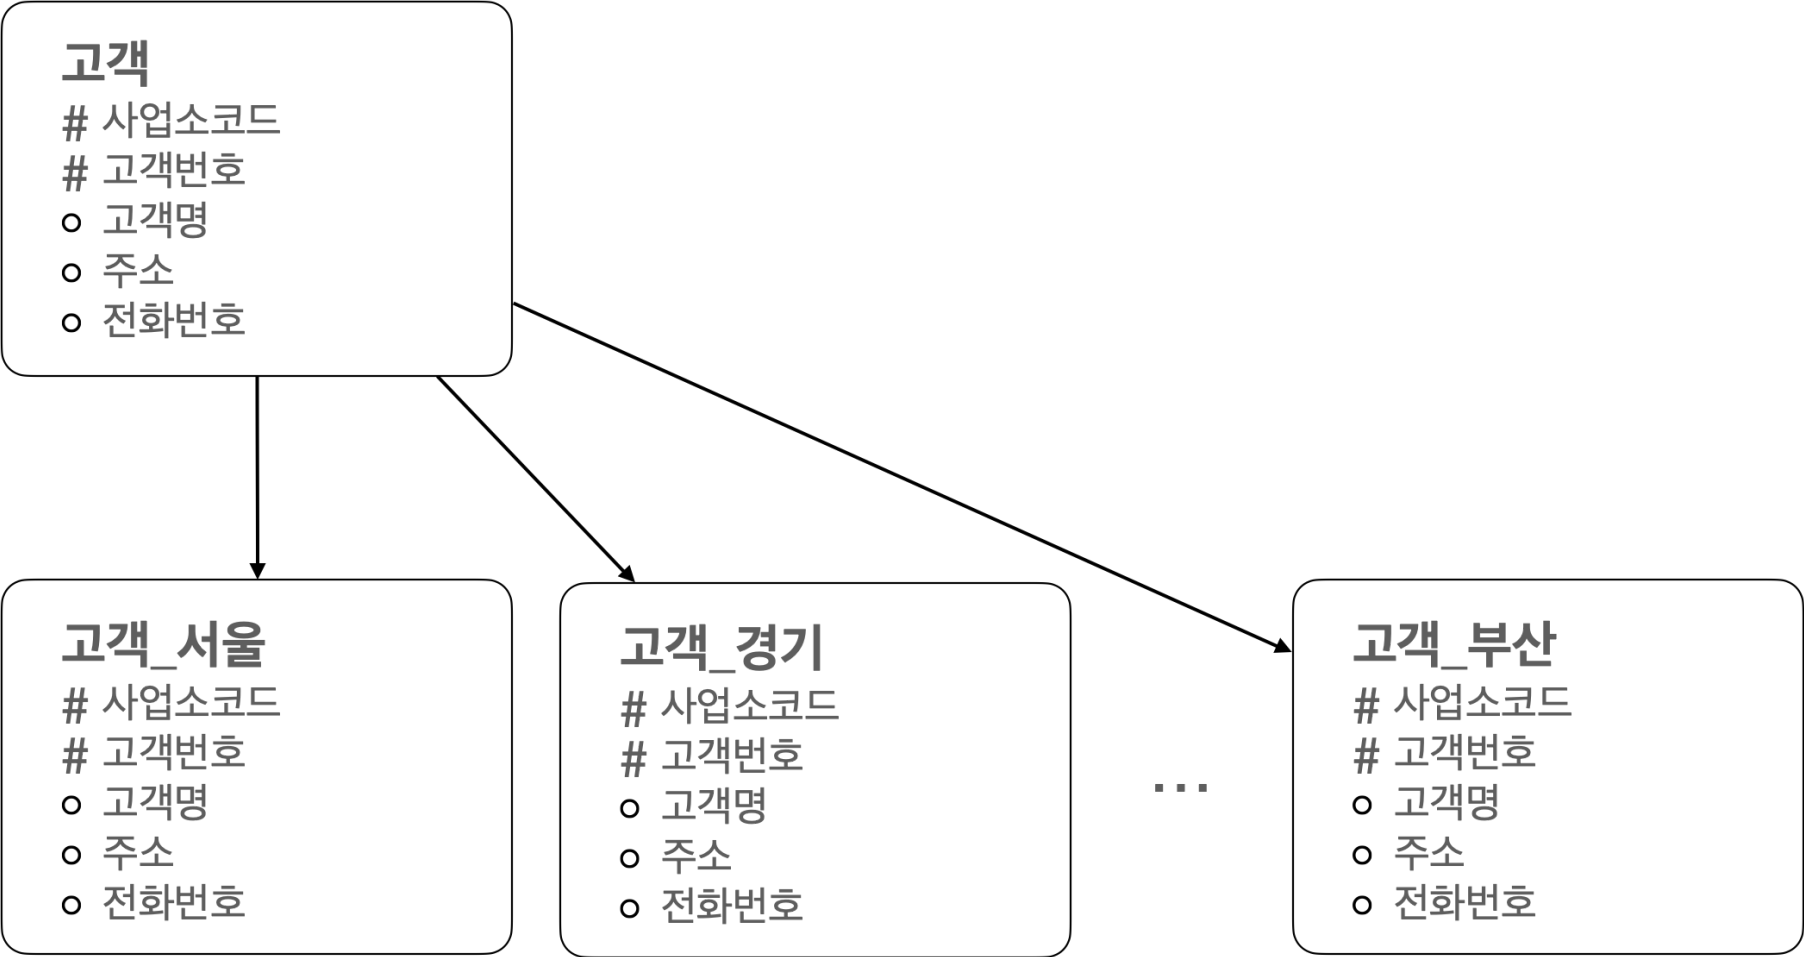 고객
# 사업소코드
# 고객번호
○ 고객명
○ 주소
○ 전화번호
고객_서울
# 사업소코드
# 고객번호
○ 고객명
○ 주소
○ 전화번호
고객_경기
# 사업소코드
# 고객번호
○ 고객명
○ 주소
○ 전화번호
...
고객_부산
# 사업소코드
# 고객번호
○ 고객명
○ 주소
○ 전화번호